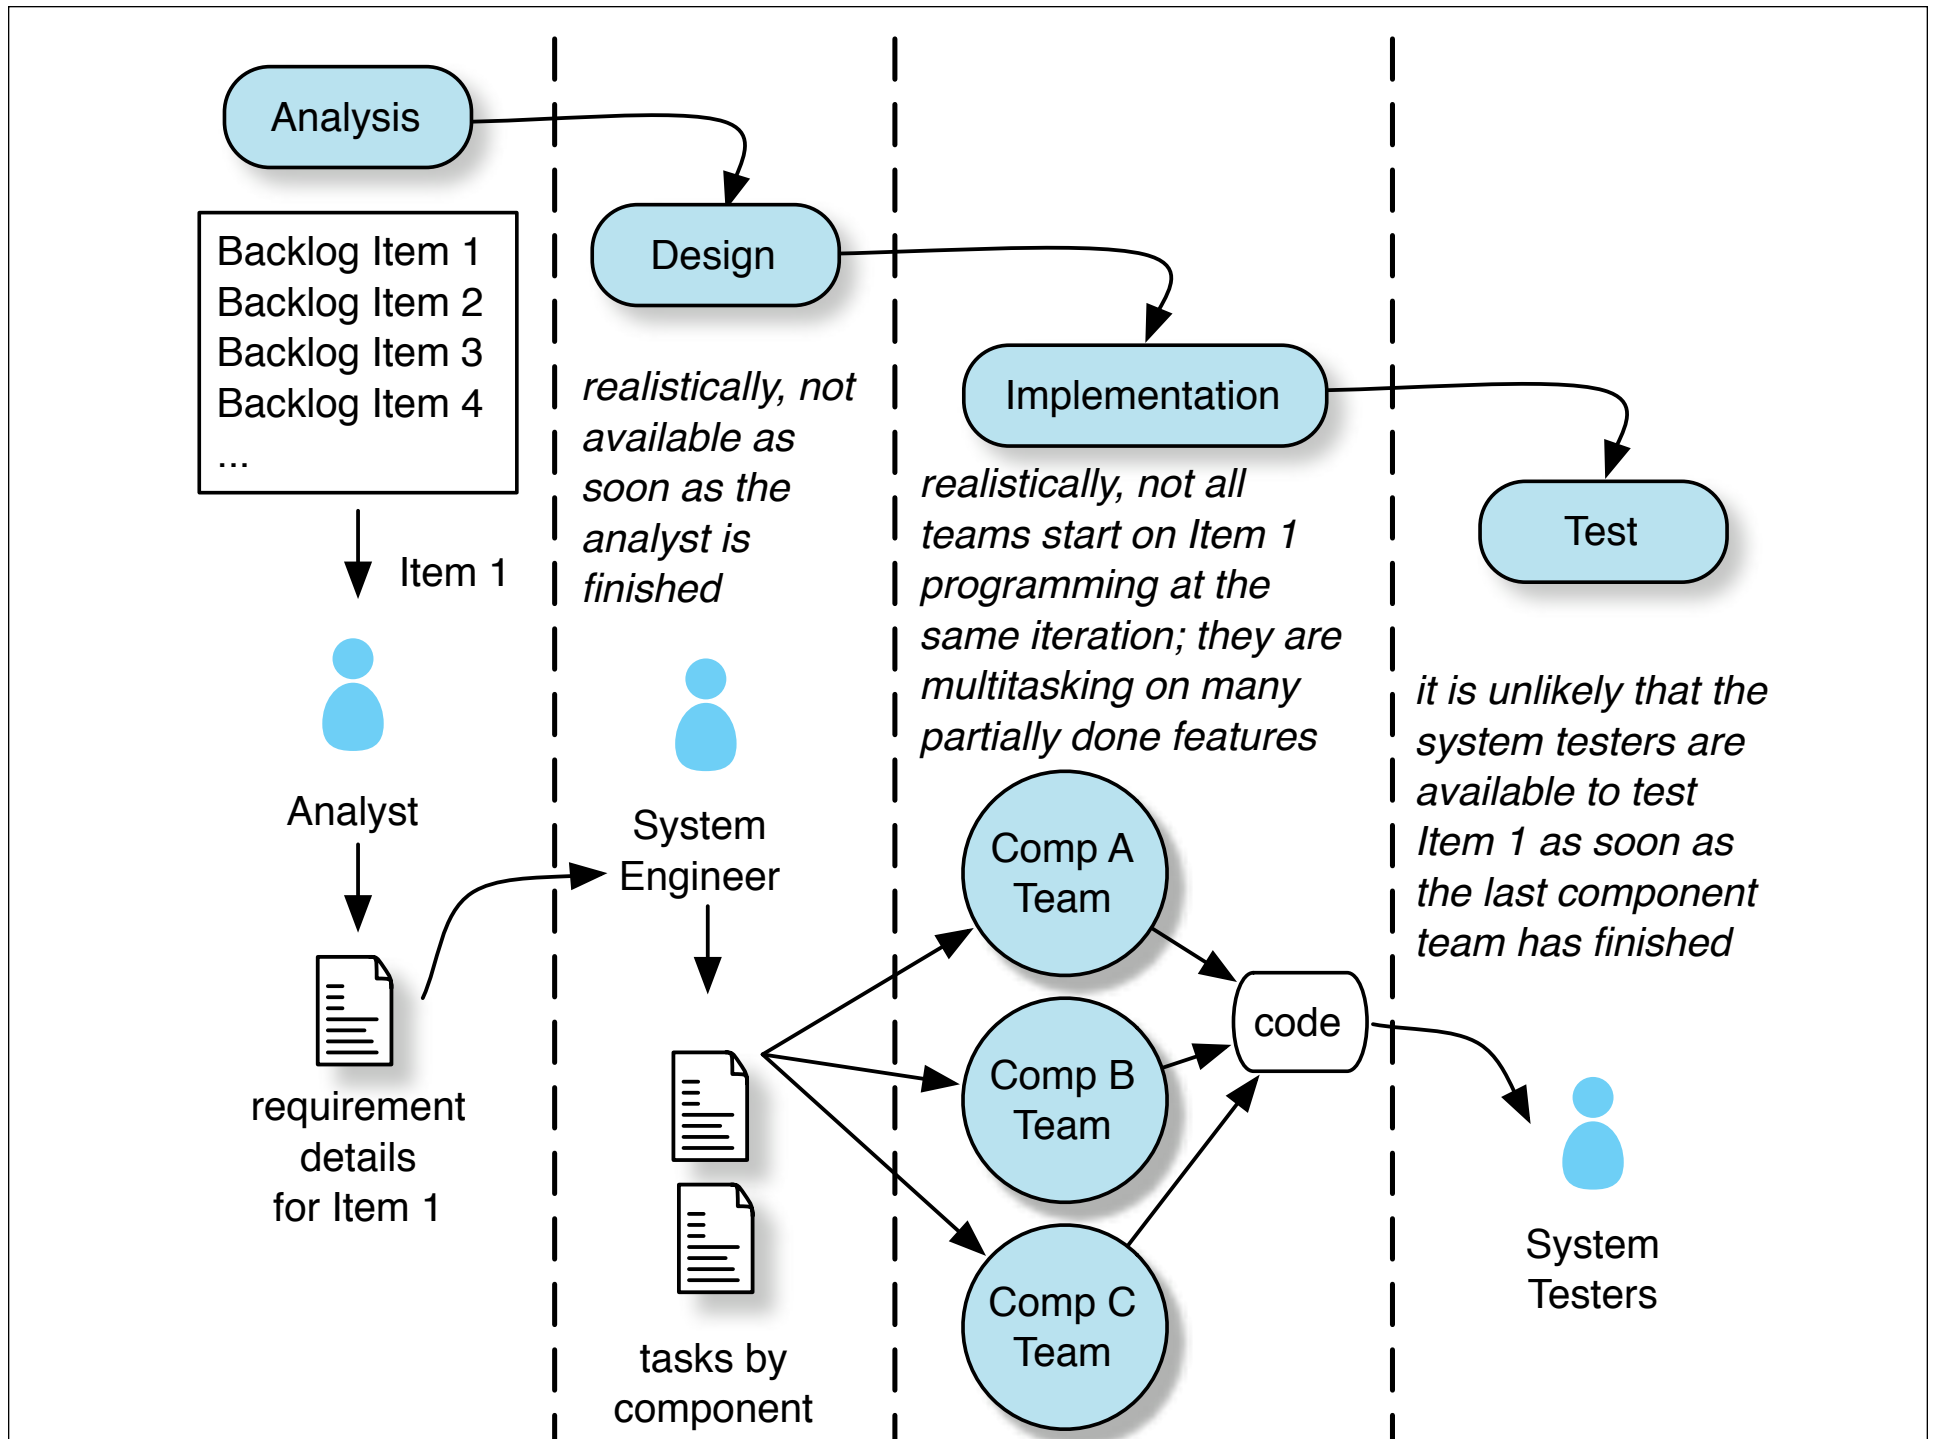 Analysis
Backlog Item 1
Backlog Item 2
Backlog Item 3
Backlog Item 4
...
Item 1
Analyst
requirement
details
for Item 1
Design
realistically, not
available as
soon as the
analyst is
finished
System
Engineer
tasks by
component
Implementation
realistically, not all
teams start on Item 1
programming at the
same iteration; they are
multitasking on many
partially done features
Comp A
Team
Comp B
Team
Comp C
Team
code
Test
it is unlikely that the
system testers are
available to test
Item 1 as soon as
the last component
team has finished
System
Testers